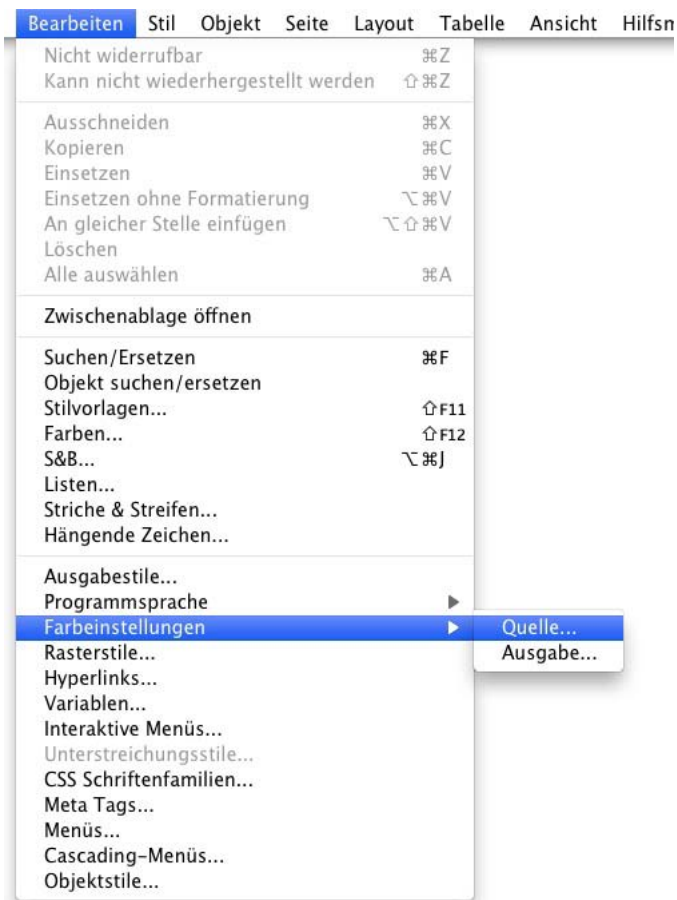 Bearbeiten Stil Objekt Seite Layout Tabelle Ansicht
Nicht widerrufbar ⌘Z
Kann nicht wiederhergestellt werden ⇧⌘Z
Ausschneiden ⌘X
Kopieren ⌘C
Einsetzen ⌘V
Einsetzen ohne Formatierung ⌥⌘V
An gleicher Stelle einfügen ⌥⇧⌘V
Löschen
Alle auswählen ⌘A
Zwischenablage öffnen
Suchen/Ersetzen ⌘F
Objekt suchen/ersetzen
Stilvorlagen... ⇧F11
Farben... ⇧F12
S&B... ⌥⌘J
Listen...
Striche & Streifen...
Hängende Zeichen...
Ausgabestile...
Programmsprache
Farbeinstellungen Quelle...
Rasterstile... Ausgabe...
Hyperlinks...
Variablen...
Interaktive Menüs...
Unterstreichungsstile...
CSS Schriftenfamilien...
Meta Tags...
Menüs...
Cascading-Menüs...
Objektstile...